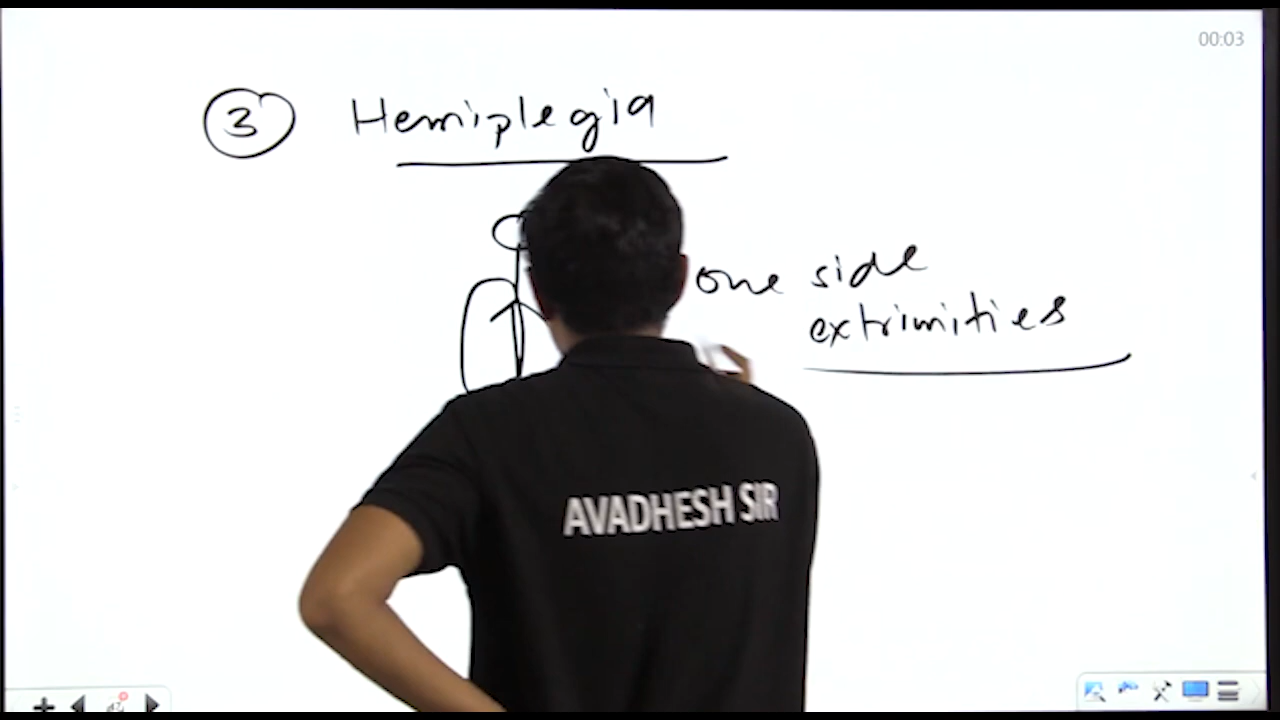 00:03
3 Hemiplegia
one side
extrimities
AVADHESH SIR